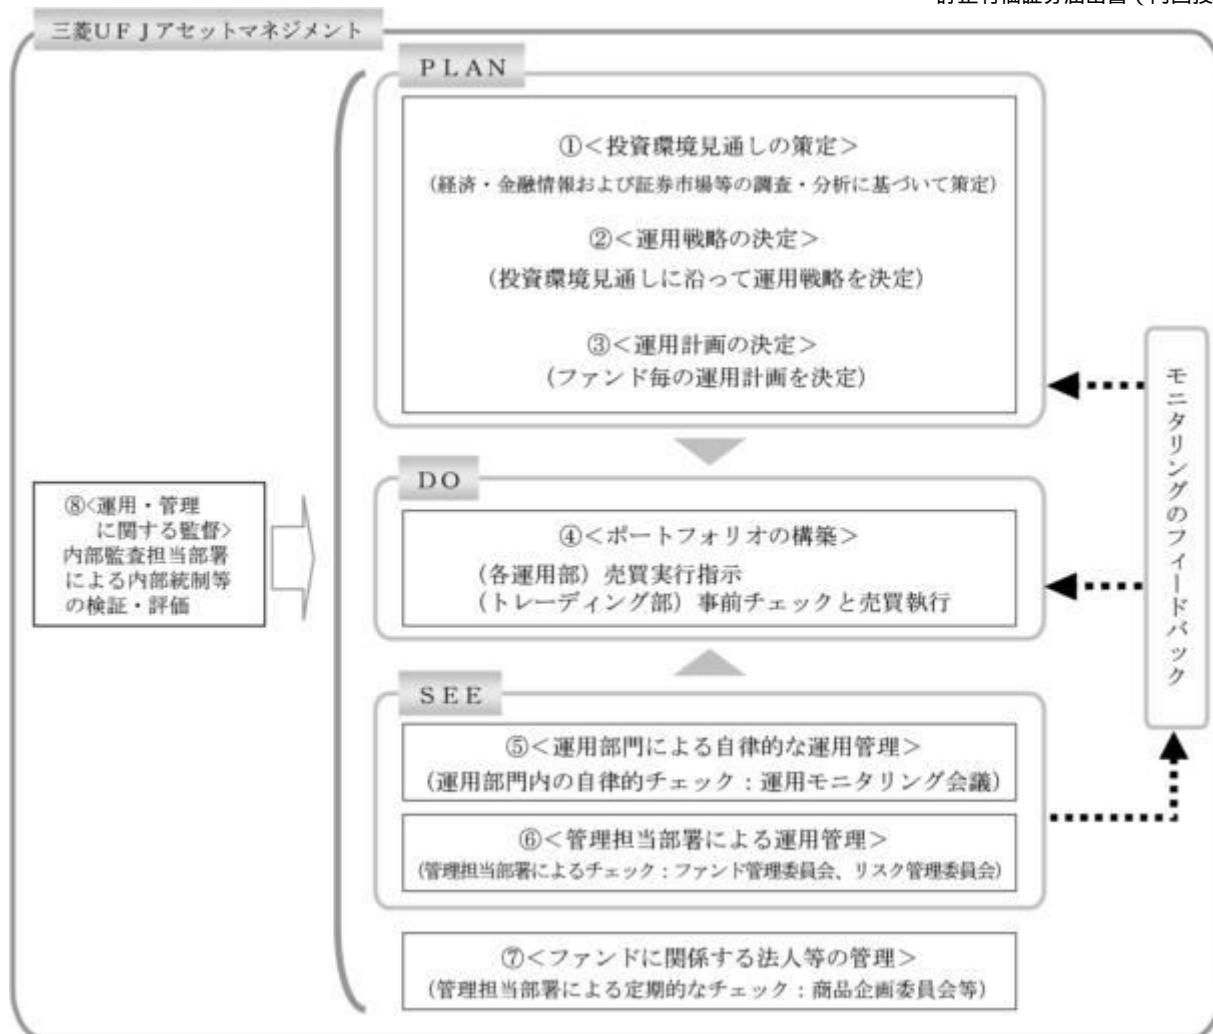 三菱ＵＦＪアセットマネジメント
ＰＬＡＮ
①＜投資環境見通しの策定＞
(経済・金融情報および証券市場等の調査・分析に基づいて策定)
②＜運用戦略の決定＞
(投資環境見通しに沿って運用戦略を決定)
③＜運用計画の決定＞
(ファンド毎の運用計画を決定)
ＤＯ
④＜ポートフォリオの構築＞
(各運用部) 売買実行指示
(トレーディング部) 事前チェックと売買執行
ＳＥＥ
⑤＜運用部門による自律的な運用管理＞
(運用部門内の自律的チェック：運用モニタリング会議)
⑥＜管理担当部署による運用管理＞
(管理担当部署によるチェック：ファンド管理委員会、リスク管理委員会)
⑦＜ファンドに関係する法人等の管理＞
(管理担当部署による定期的なチェック：商品企画委員会等)
⑧<運用・管理
に関する監督>
内部監査担当部署
による内部統制等
の検証・評価
モニタリングのフィードバック